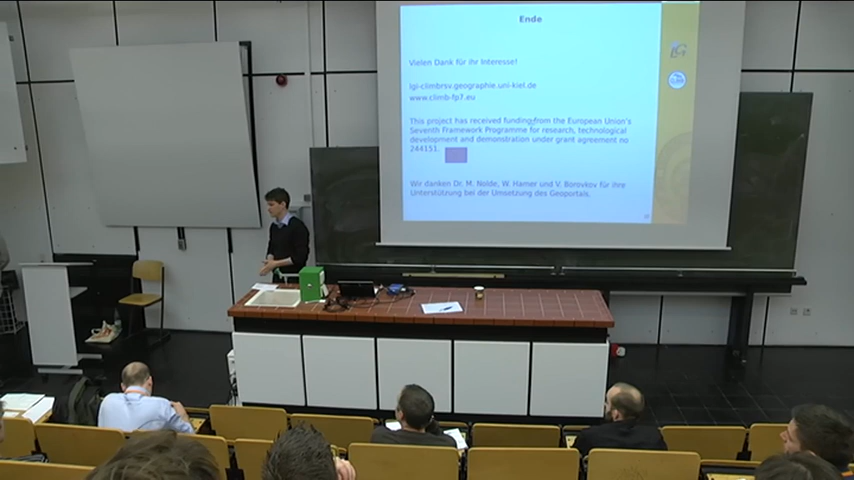 Ende
Vielen Dank für ihr Interesse!
lgi-climbrsv.geographie.uni-kiel.de
www.climb-fp7.eu
This project has received funding from the European Union's
Seventh Framework Programme for research, technological
development and demonstration under grant agreement no
244151.
Wir danken Dr. M. Nolde, W. Hamer und V. Borovkov für ihre
Unterstützung bei der Umsetzung des Geoportals.